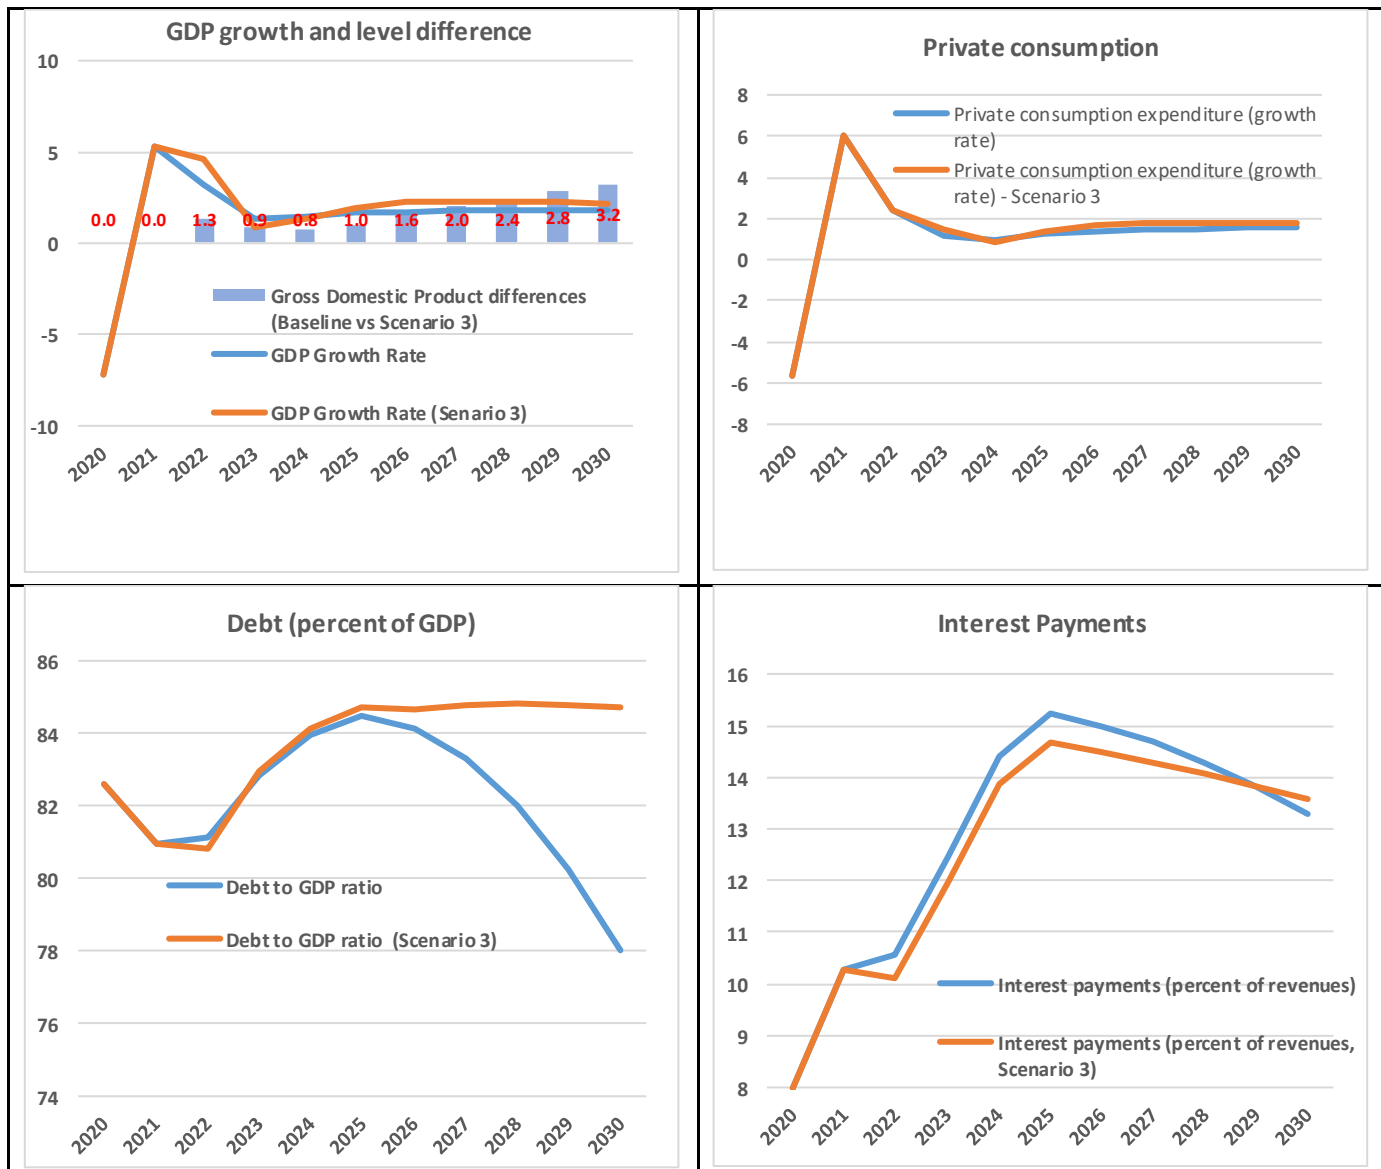 GDP growth and level difference
10
5
0
-5
-10
0.0 0.0 1.3 0.9 0.8 1.0 1.6 2.0 2.4 2.8 3.2
Gross Domestic Product differences
(Baseline vs Scenario 3)
GDP Growth Rate
GDP Growth Rate (Senario 3)
2020 2021 2022 2023 2024 2025 2026 2027 2028 2029 2030
Private consumption
8
6
4
2
0
-2
-4
-6
-8
Private consumption expenditure (growth
rate)
Private consumption expenditure (growth
rate) - Scenario 3
2020 2021 2022 2023 2024 2025 2026 2027 2028 2029 2030
Debt (percent of GDP)
86
84
82
80
78
76
74
Debt to GDP ratio
Debt to GDP ratio (Scenario 3)
2020 2021 2022 2023 2024 2025 2026 2027 2028 2029 2030
Interest Payments
16
15
14
13
12
11
10
9
8
Interest payments (percent of revenues)
Interest payments (percent of revenues,
Scenario 3)
2020 2021 2022 2023 2024 2025 2026 2027 2028 2029 2030